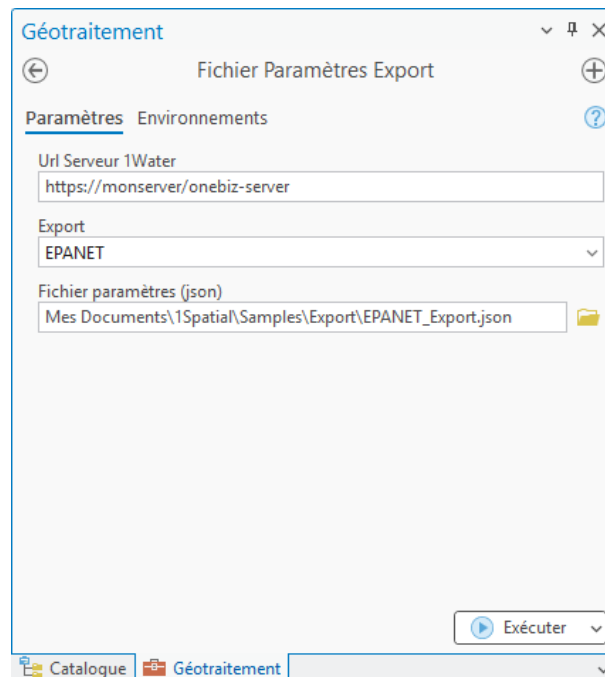 Géotraitement
Fichier Paramètres Export
Paramètres Environnements
Url Serveur 1Water
https://monserver/onebiz-server
Export
EPANET
Fichier paramètres (json)
Mes Documents\1Spatial\Samples\Export\EPANET_Export.json
Exécuter
Catalogue Géotraitement